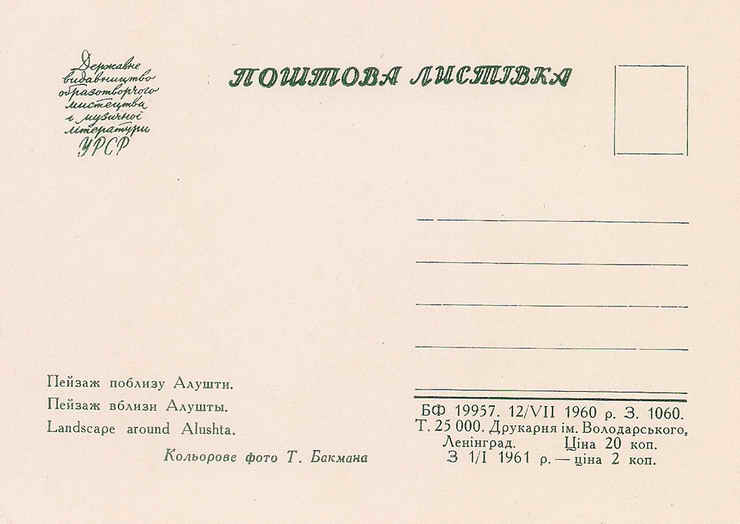 Державне
видавництво
образотворчого
мистецтва
і музичної
літератури
УРСР
ПОШТОВА ЛИСТІВКА
Пейзаж поблизу Алушти.
Пейзаж вблизи Алушты.
Landscape around Alushta.
Кольорове фото Т. Бакмана
БФ 19957. 12/VII 1960 р. З. 1060.
Т. 25 000. Друкарня ім. Володарського,
Ленінград. Ціна 20 коп.
З 1/I 1961 р. — ціна 2 коп.